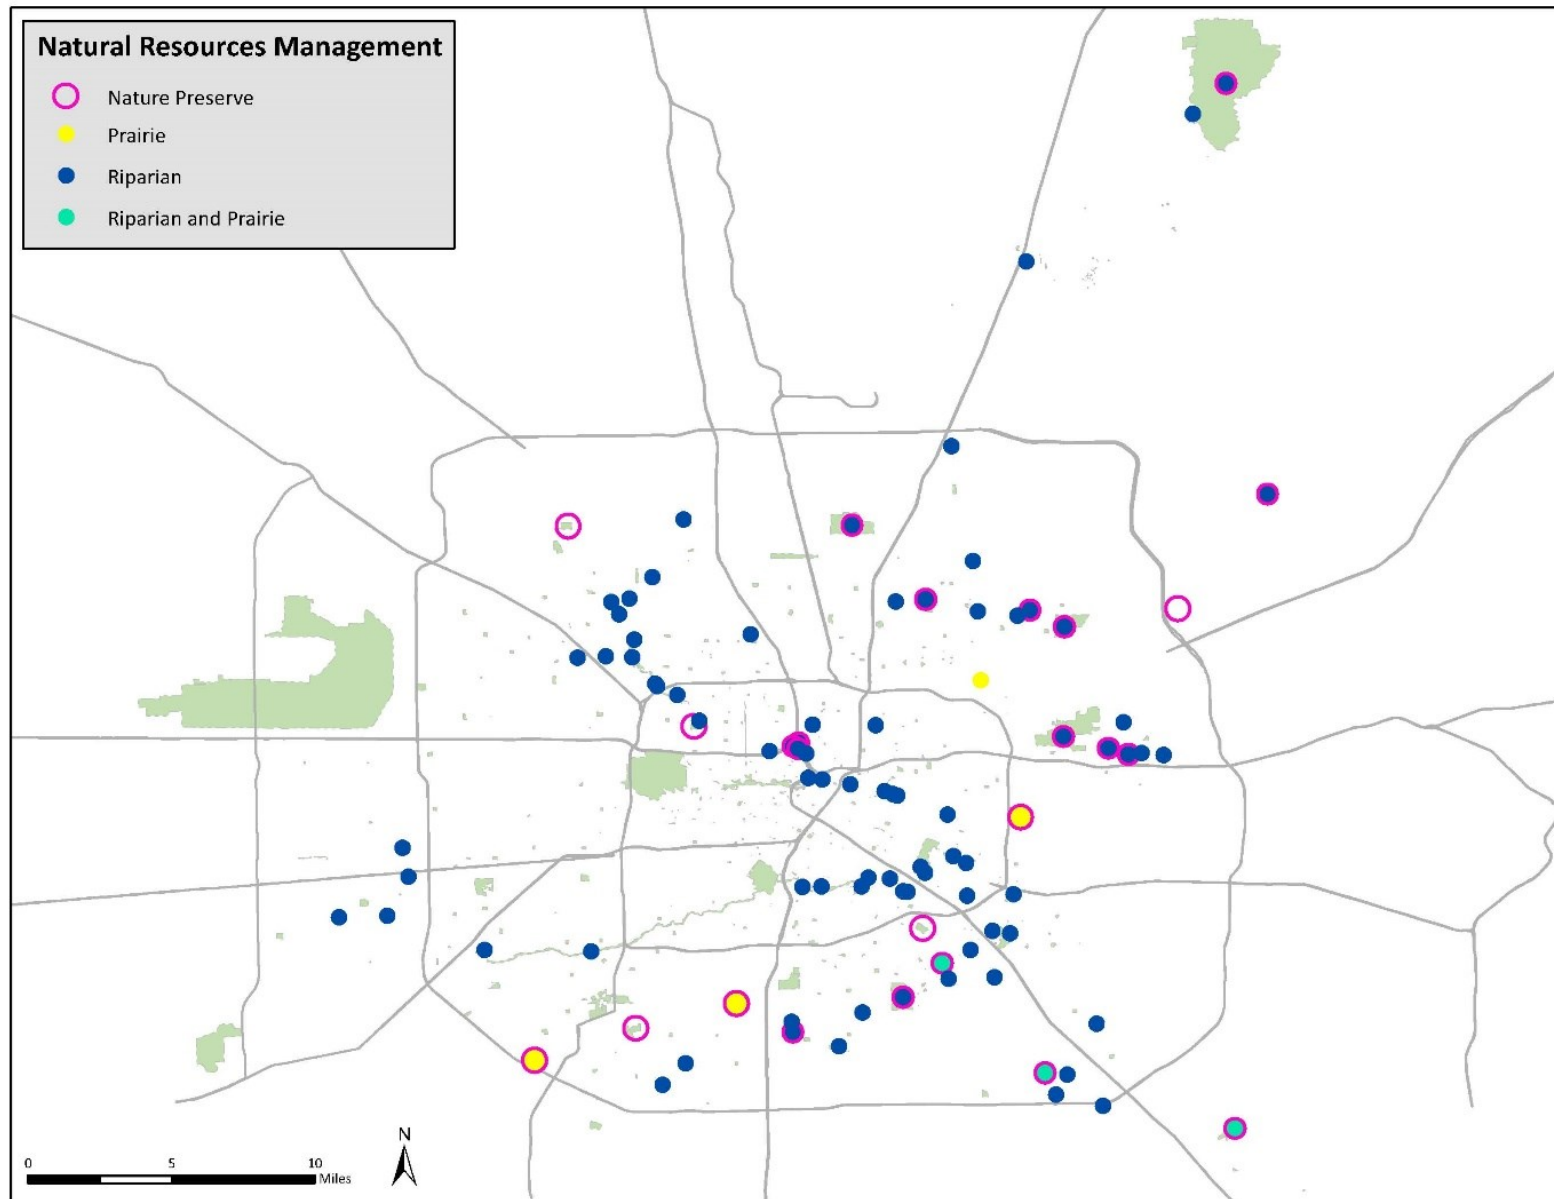 Natural Resources Management
Nature Preserve
Prairie
Riparian
Riparian and Prairie
N
0 5 10
Miles